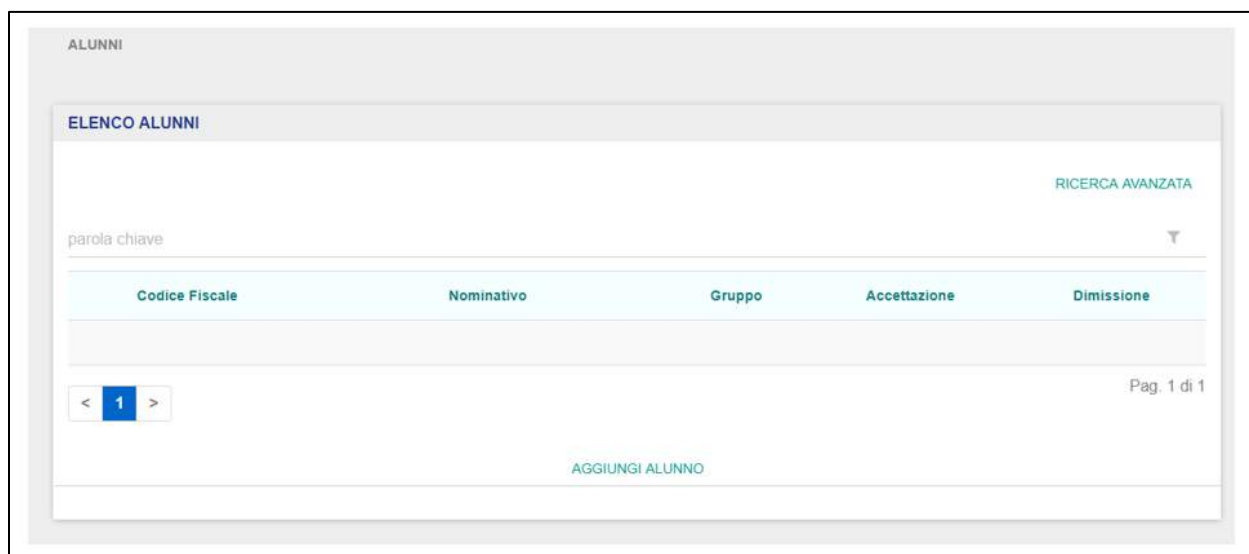 ALUNNI
ELENCO ALUNNI
RICERCA AVANZATA
parola chiave
Codice Fiscale Nominativo Gruppo Accettazione Dimissione
Pag. 1 di 1
< 1 >
AGGIUNGI ALUNNO